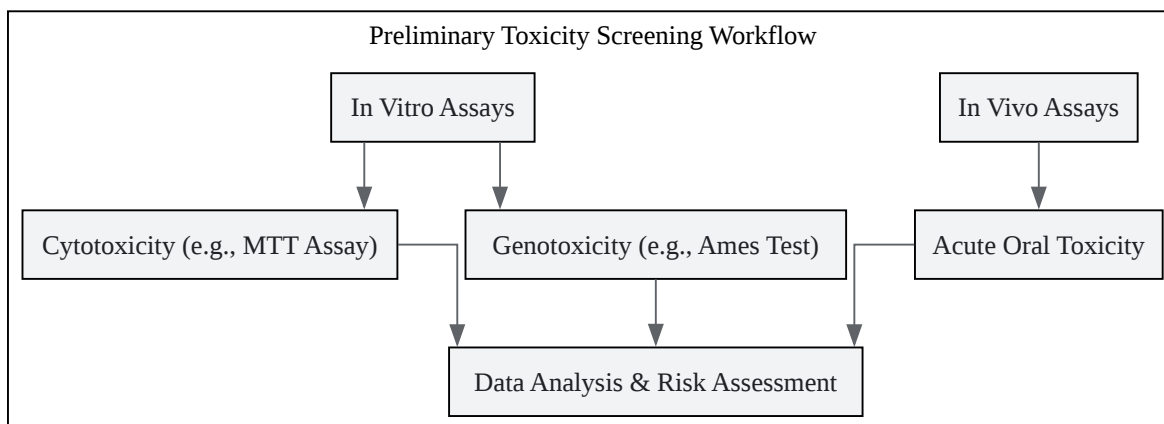 Preliminary Toxicity Screening Workflow
In Vitro Assays
In Vivo Assays
Cytotoxicity (e.g., MTT Assay)
Genotoxicity (e.g., Ames Test)
Acute Oral Toxicity
Data Analysis & Risk Assessment